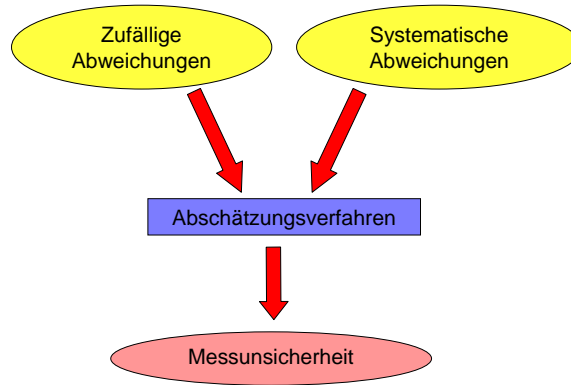 Zufällige
Abweichungen
Systematische
Abweichungen
Abschätzungsverfahren
Messunsicherheit